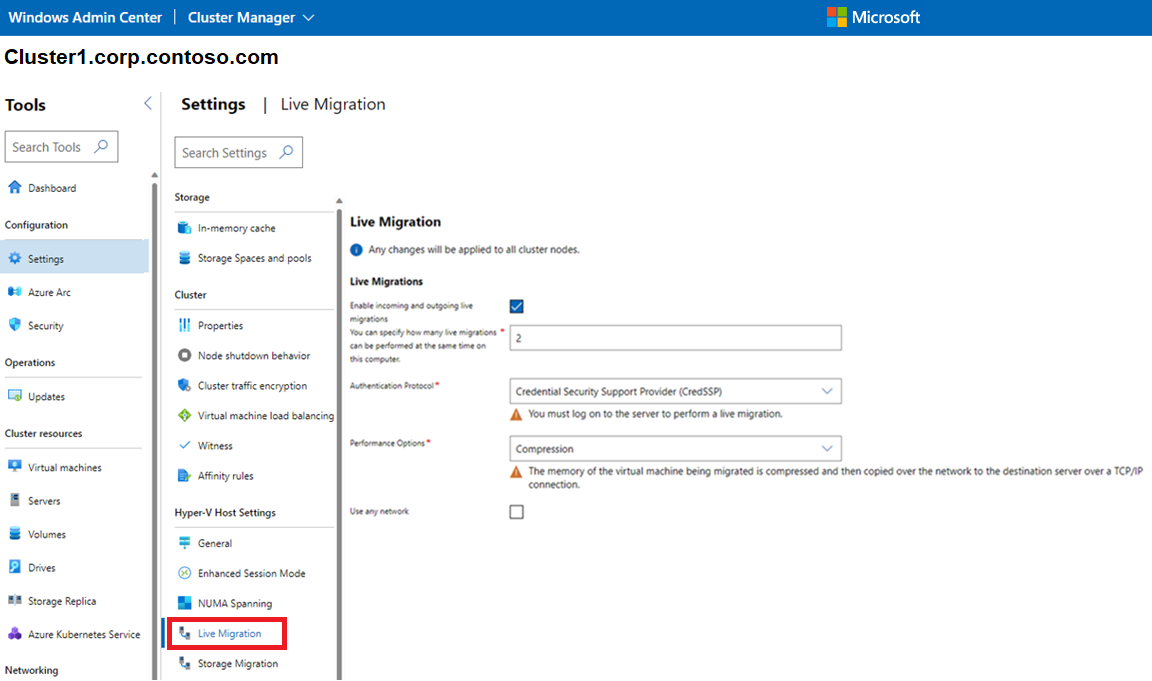 Windows Admin Center | Cluster Manager
Microsoft
Cluster1.corp.contoso.com
Tools
Search Tools
Dashboard
Configuration
Settings
Azure Arc
Security
Operations
Updates
Cluster resources
Virtual machines
Servers
Volumes
Drives
Storage Replica
Azure Kubernetes Service
Networking
Settings | Live Migration
Search Settings
Storage
In-memory cache
Storage Spaces and pools
Cluster
Properties
Node shutdown behavior
Cluster traffic encryption
Virtual machine load balancing
Witness
Affinity rules
Hyper-V Host Settings
General
Enhanced Session Mode
NUMA Spanning
Live Migration
Storage Migration
Live Migration
Any changes will be applied to all cluster nodes.
Live Migrations
Enable incoming and outgoing live
migrations
You can specify how many live migrations *
can be performed at the same time on
this computer.
2
Authentication Protocol *
Credential Security Support Provider (CredSSP)
You must log on to the server to perform a live migration.
Performance Options *
Compression
The memory of the virtual machine being migrated is compressed and then copied over the network to the destination server over a TCP/IP
connection.
Use any network